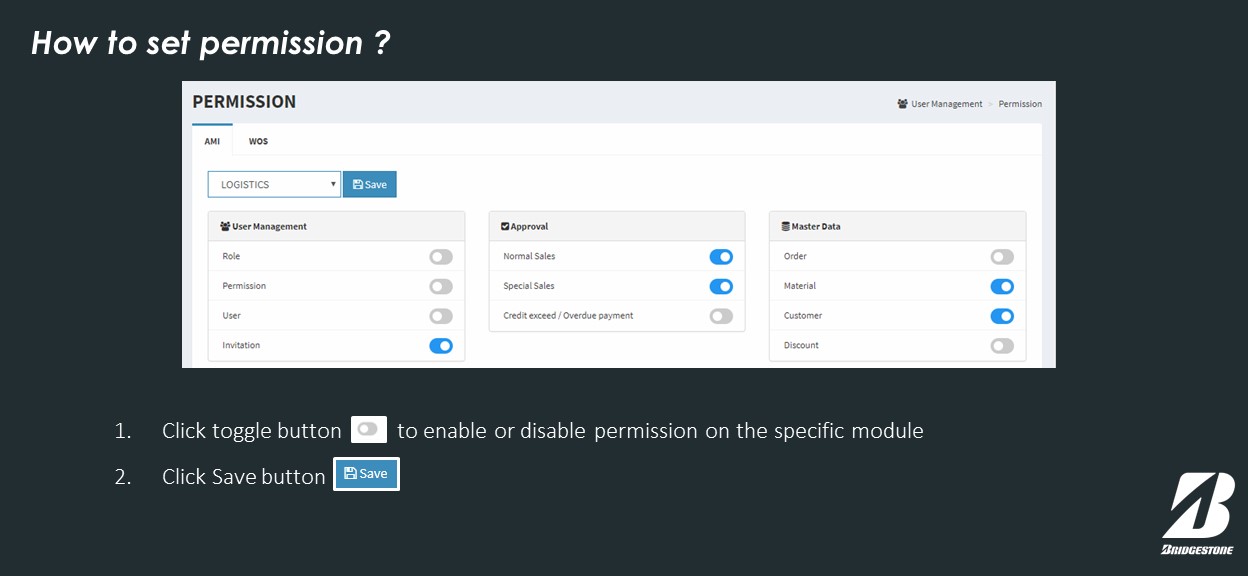 How to set permission ?
PERMISSION
User Management > Permission
AMI WOS
LOGISTICS Save
User Management
Role
Permission
User
Invitation
Approval
Normal Sales
Special Sales
Credit exceed / Overdue payment
Master Data
Order
Material
Customer
Discount
1. Click toggle button to enable or disable permission on the specific module
2. Click Save button Save
BRIDGESTONE